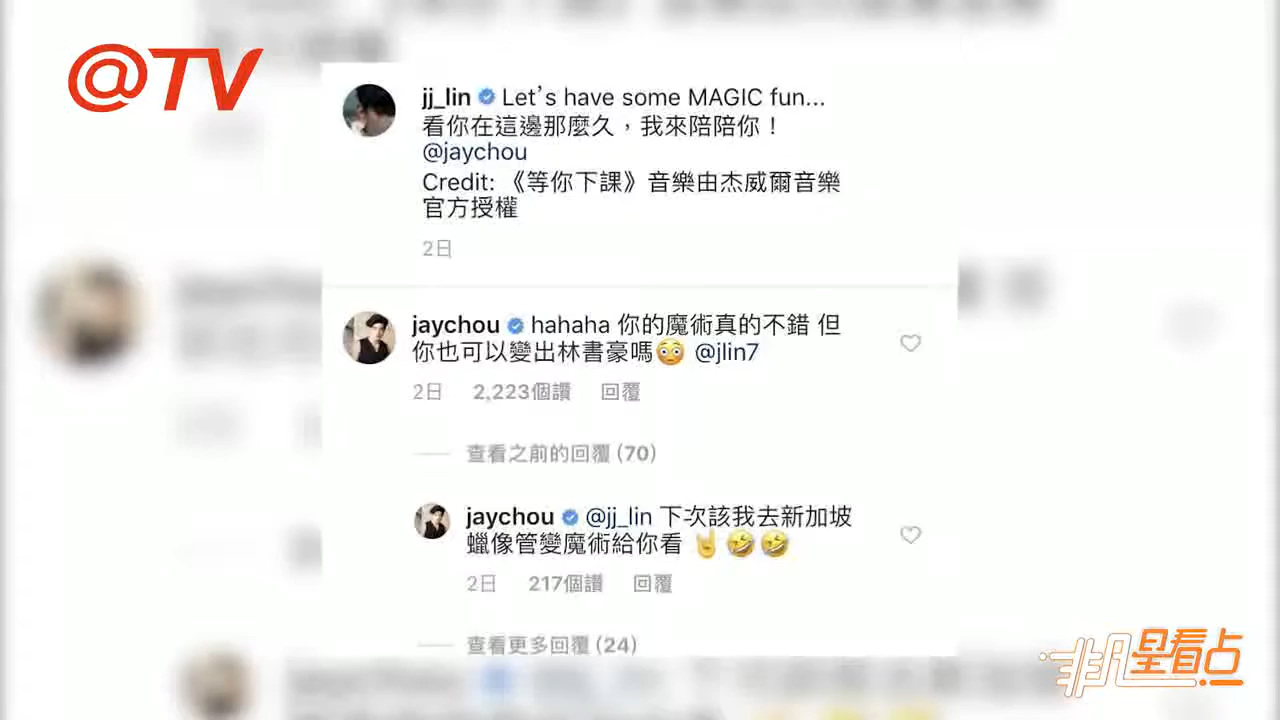 @TV
jj_lin Let's have some MAGIC fun...
看你在這邊那麼久，我來陪陪你！
@jaychou
Credit: 《等你下課》音樂由杰威爾音樂
官方授權
2日
jaychou hahaha 你的魔術真的不錯 但
你也可以變出林書豪嗎😳 @jlin7
2日 2,223個讚 回覆
查看之前的回覆 (70)
jaychou @jj_lin 下次該我去新加坡
蠟像管變魔術給你看 🤘🤣🤣
2日 217個讚 回覆
查看更多回覆 (24)
非凡星看点